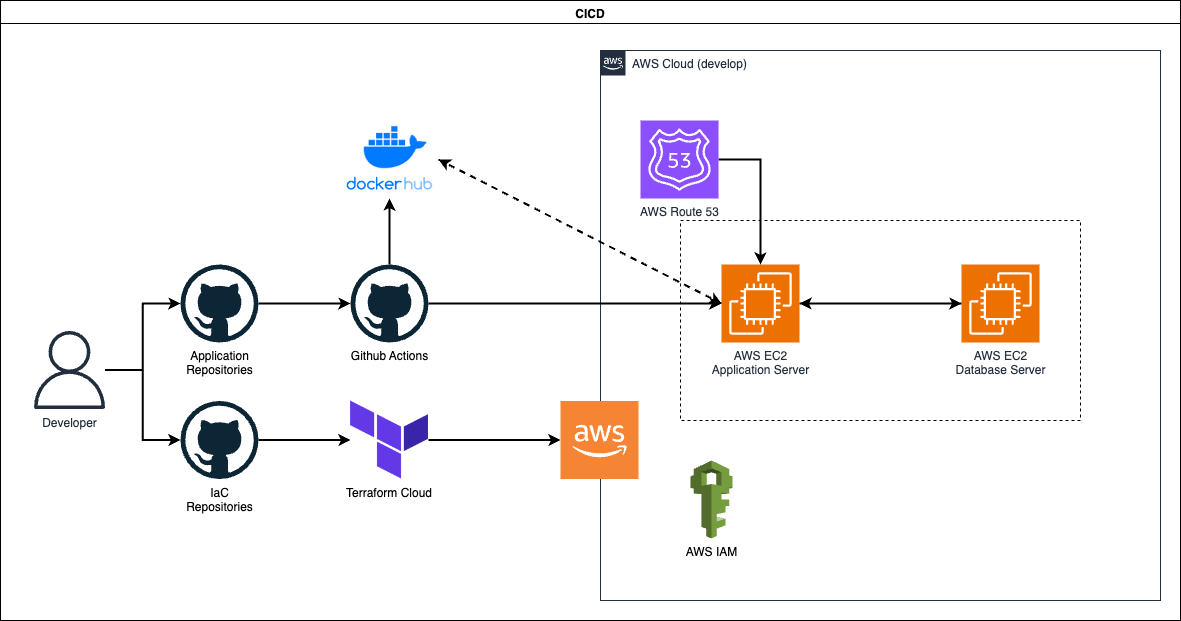 CICD
aws
AWS Cloud (develop)
53
AWS Route 53
dockerhub
Application
Repositories
Github Actions
AWS EC2
Application Server
AWS EC2
Database Server
Developer
IaC
Repositories
Terraform Cloud
aws
AWS IAM